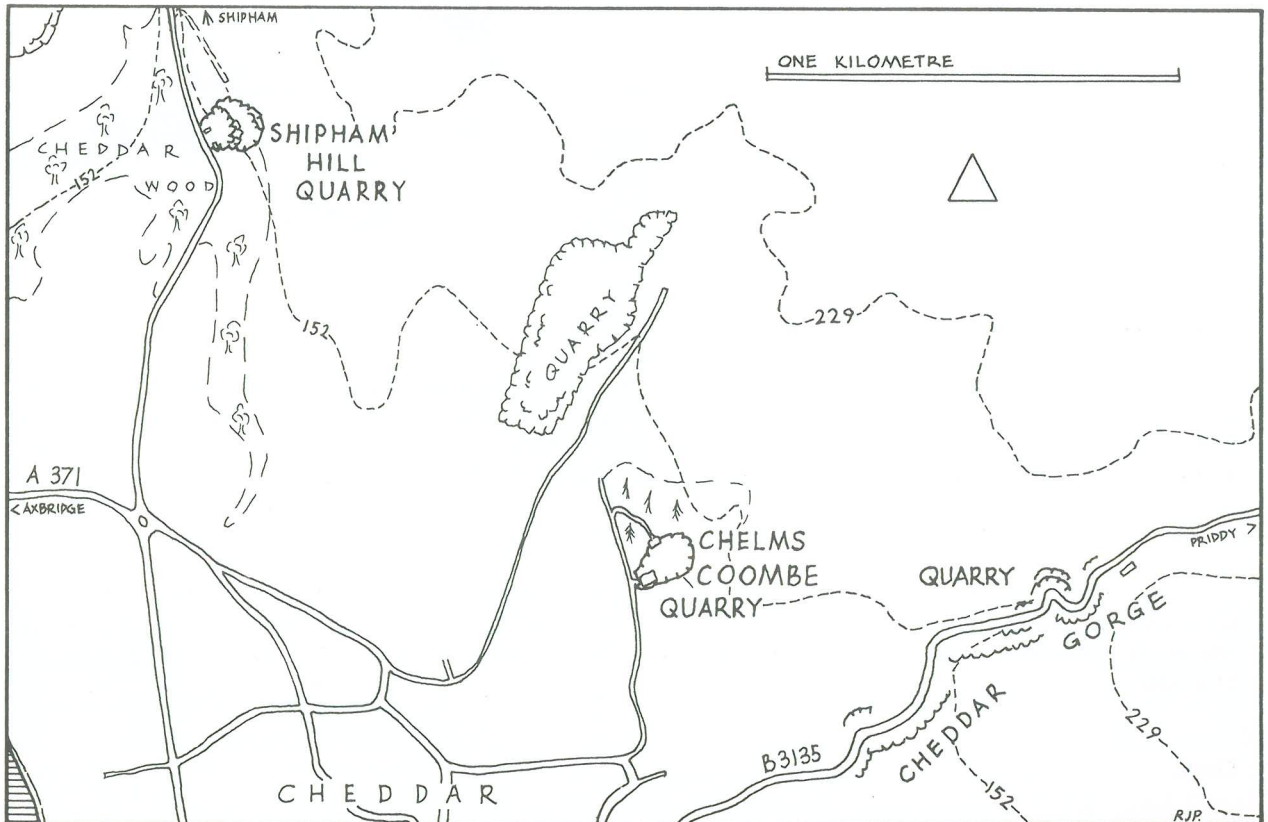 SHIPHAM
ONE KILOMETRE
CHEDDAR
WOOD
152
SHIPHAM
HILL
QUARRY
QUARRY
152
229
A 371
< AXBRIDGE
CHELMS
COOMBE
QUARRY
PRIDDY >
QUARRY
GORGE
CHEDDAR
B3135
229
152
CHEDDAR
RJP.